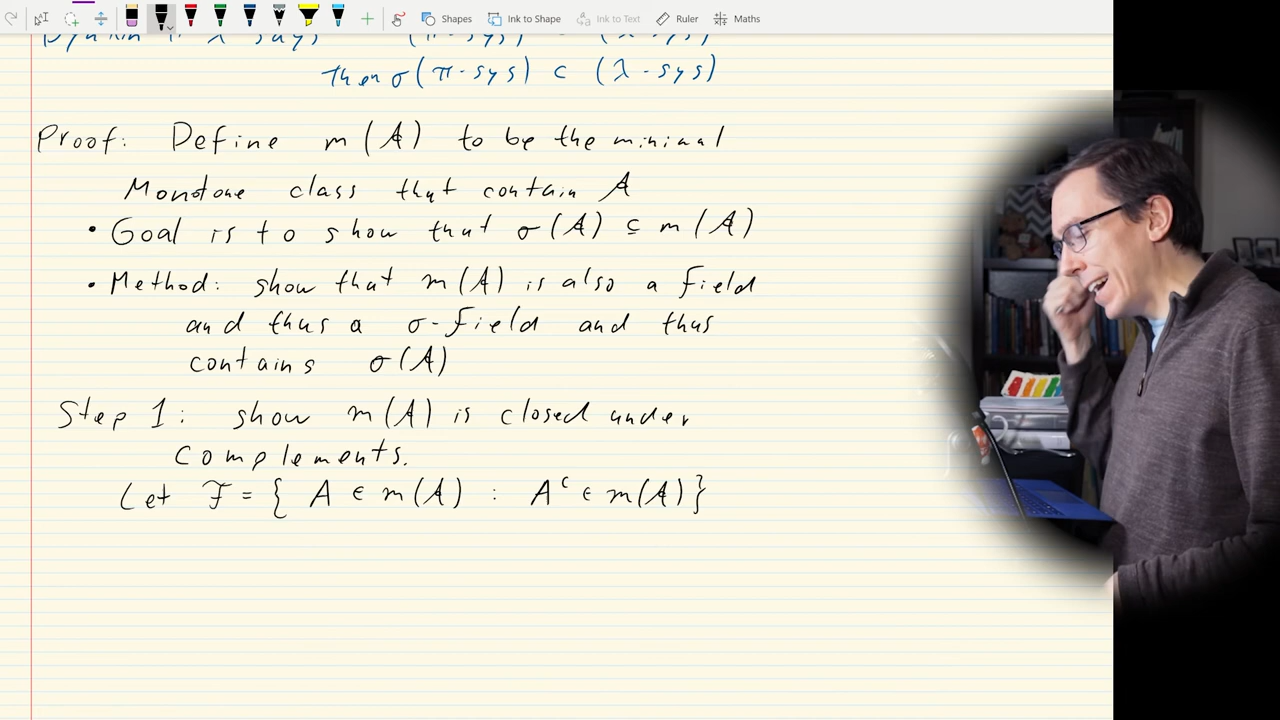 Shapes Ink to Shape Ink to Text Ruler Maths
then σ(π-sys) ⊂ (λ-sys)
Proof: Define m(A) to be the minimal
Monotone class that contain A
• Goal is to show that σ(A) ⊆ m(A)
• Method: show that m(A) is also a field
and thus a σ-field and thus
contains σ(A)
Step 1: show m(A) is closed under
complements.
Let F = { A ∈ m(A) : Aᶜ ∈ m(A)}